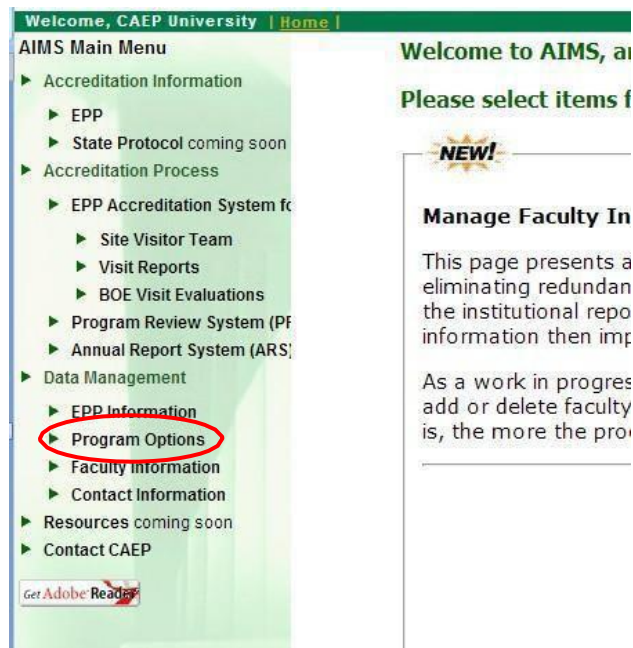 Welcome, CAEP University | Home |
AIMS Main Menu
Accreditation Information
EPP
State Protocol coming soon
Accreditation Process
EPP Accreditation System fo
Site Visitor Team
Visit Reports
BOE Visit Evaluations
Program Review System (PR
Annual Report System (ARS)
Data Management
EPP Information
Program Options
Faculty Information
Contact Information
Resources coming soon
Contact CAEP
Get Adobe Reader
Welcome to AIMS, an
Please select items f
NEW!
Manage Faculty In
This page presents a
eliminating redundan
the institutional repo
information then imp
As a work in progres
add or delete faculty
is, the more the pro